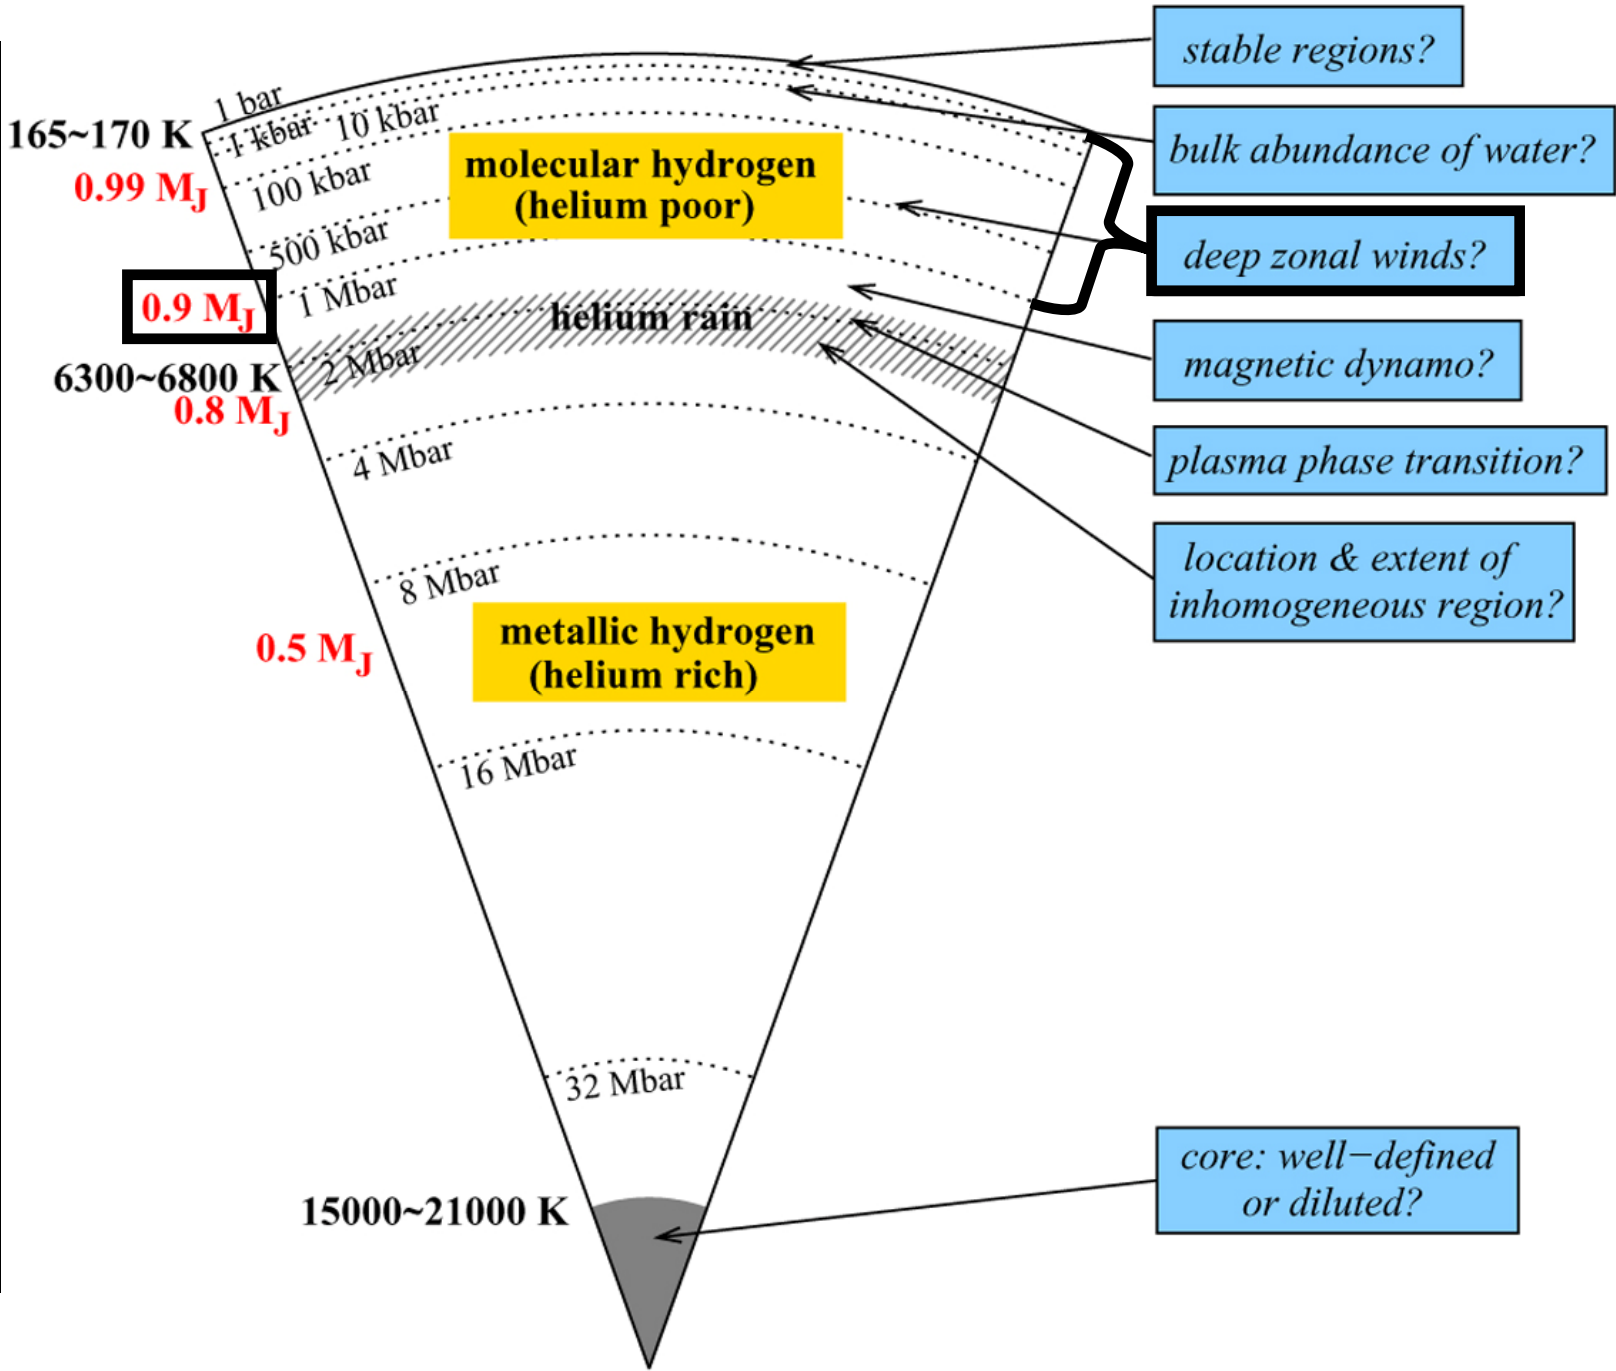 stable regions?
1 bar
165~170 K
1 kbar
10 kbar
bulk abundance of water?
0.99 MJ
100 kbar
molecular hydrogen
(helium poor)
500 kbar
deep zonal winds?
0.9 MJ
1 Mbar
helium rain
6300~6800 K
2 Mbar
magnetic dynamo?
0.8 MJ
4 Mbar
plasma phase transition?
8 Mbar
location & extent of
inhomogeneous region?
0.5 MJ
metallic hydrogen
(helium rich)
16 Mbar
32 Mbar
15000~21000 K
core: well−defined
or diluted?